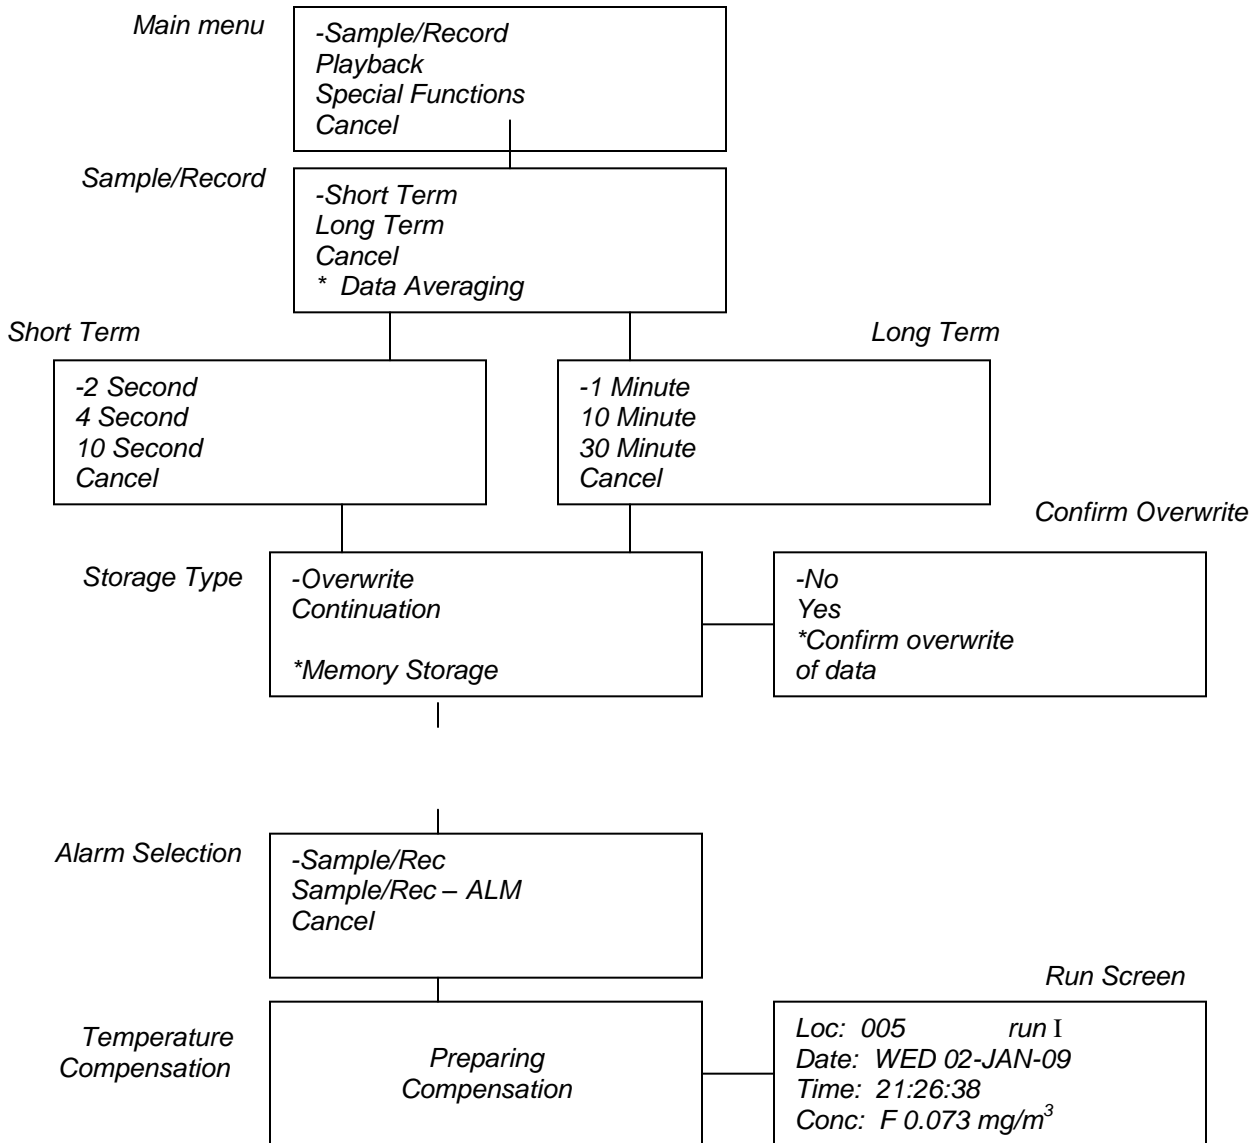 Main menu
-Sample/Record
Playback
Special Functions
Cancel
Sample/Record
-Short Term
Long Term
Cancel
* Data Averaging
Short Term
-2 Second
4 Second
10 Second
Cancel
Long Term
-1 Minute
10 Minute
30 Minute
Cancel
Storage Type
-Overwrite
Continuation
*Memory Storage
Confirm Overwrite
-No
Yes
*Confirm overwrite
of data
Alarm Selection
-Sample/Rec
Sample/Rec – ALM
Cancel
Temperature
Compensation
Preparing
Compensation
Run Screen
Loc: 005 run I
Date: WED 02-JAN-09
Time: 21:26:38
Conc: F 0.073 mg/m³